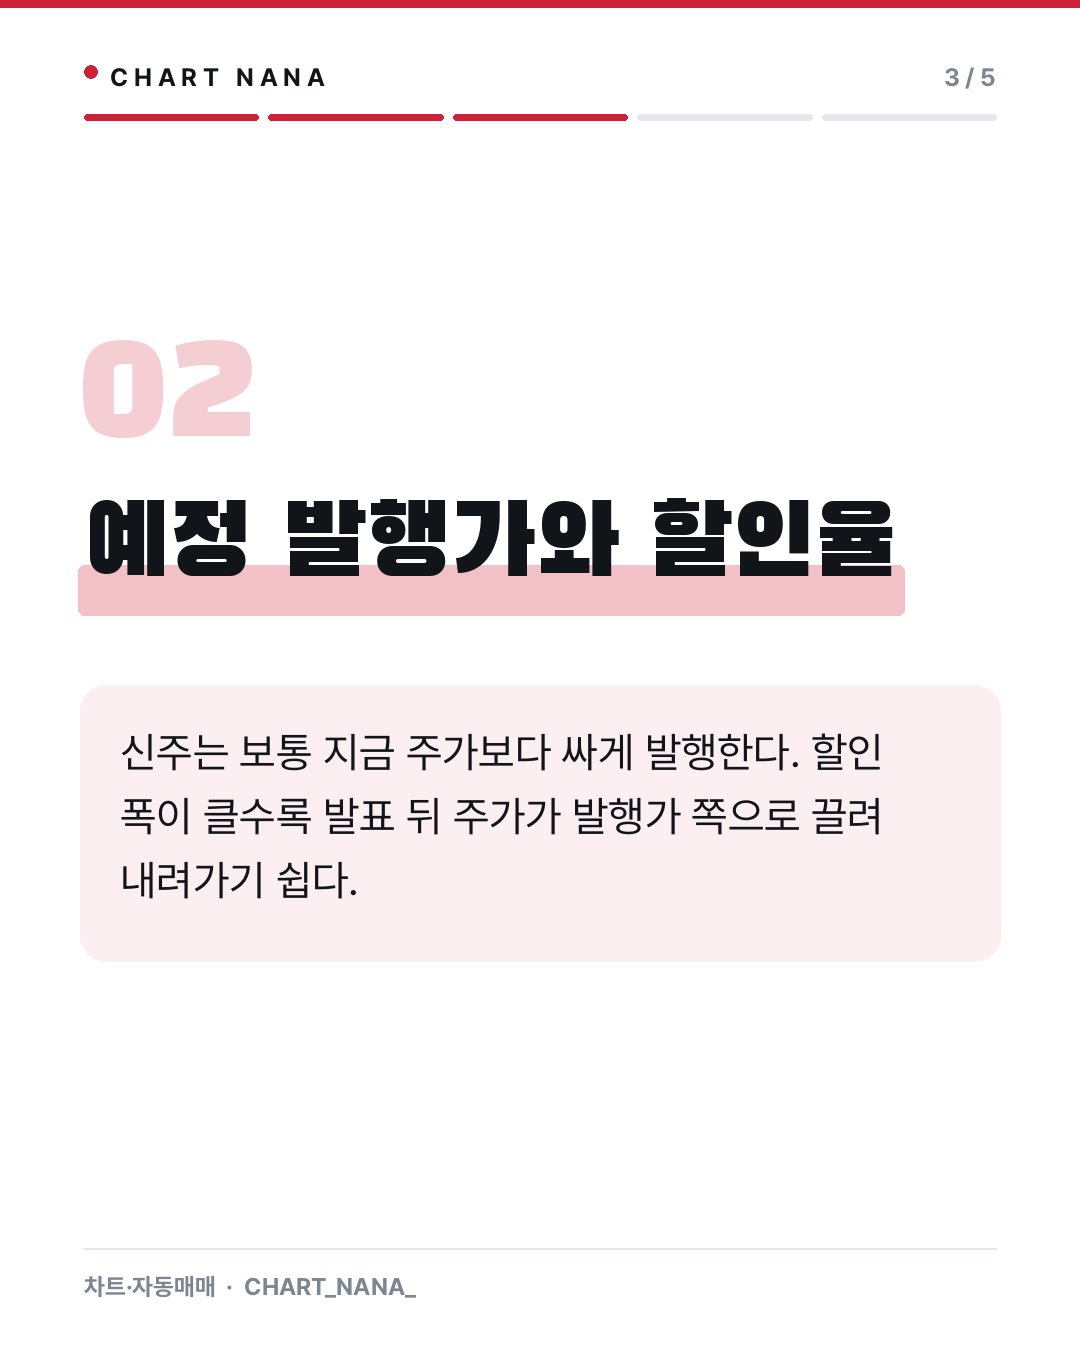 CHART NANA
3/5
02
예정 발행가와 할인율
신주는 보통 지금 주가보다 싸게 발행한다. 할인
폭이 클수록 발표 뒤 주가가 발행가 쪽으로 끌려
내려가기 쉽다.
차트·자동매매 · CHART_NANA_